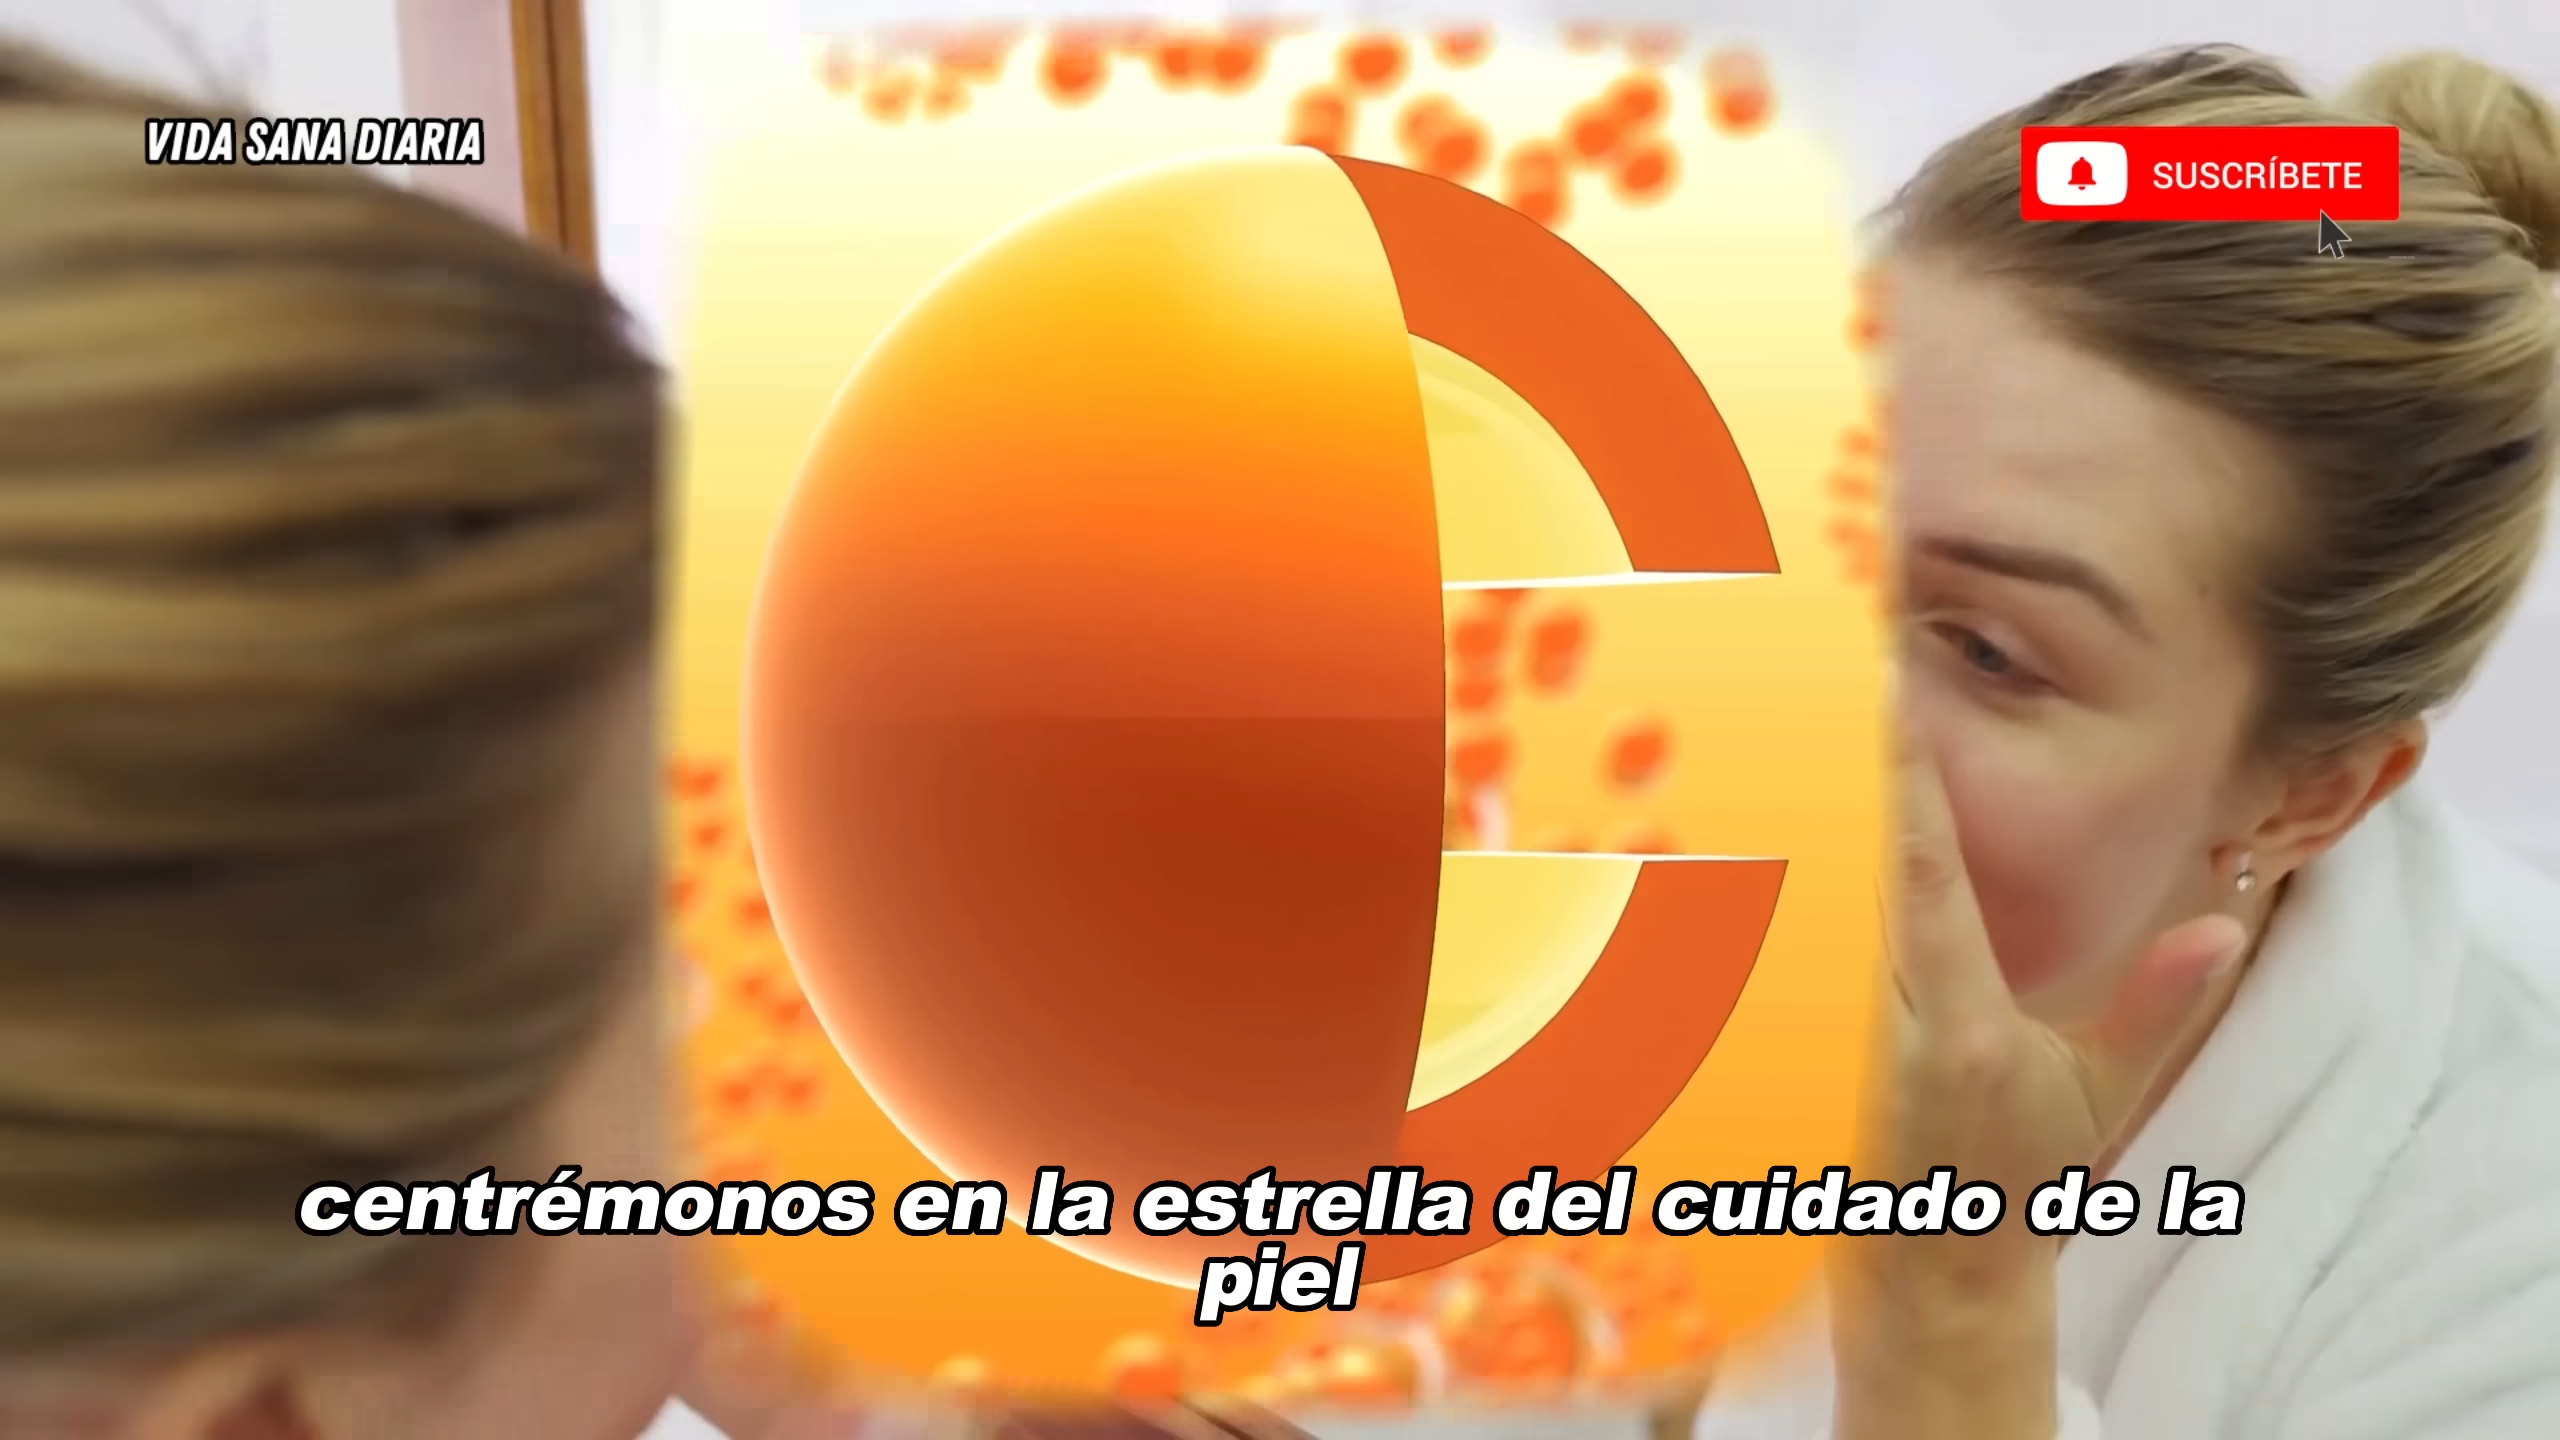 VIDA SANA DIARIA
SUSCRÍBETE
centrémonos en la estrella del cuidado de la
piel